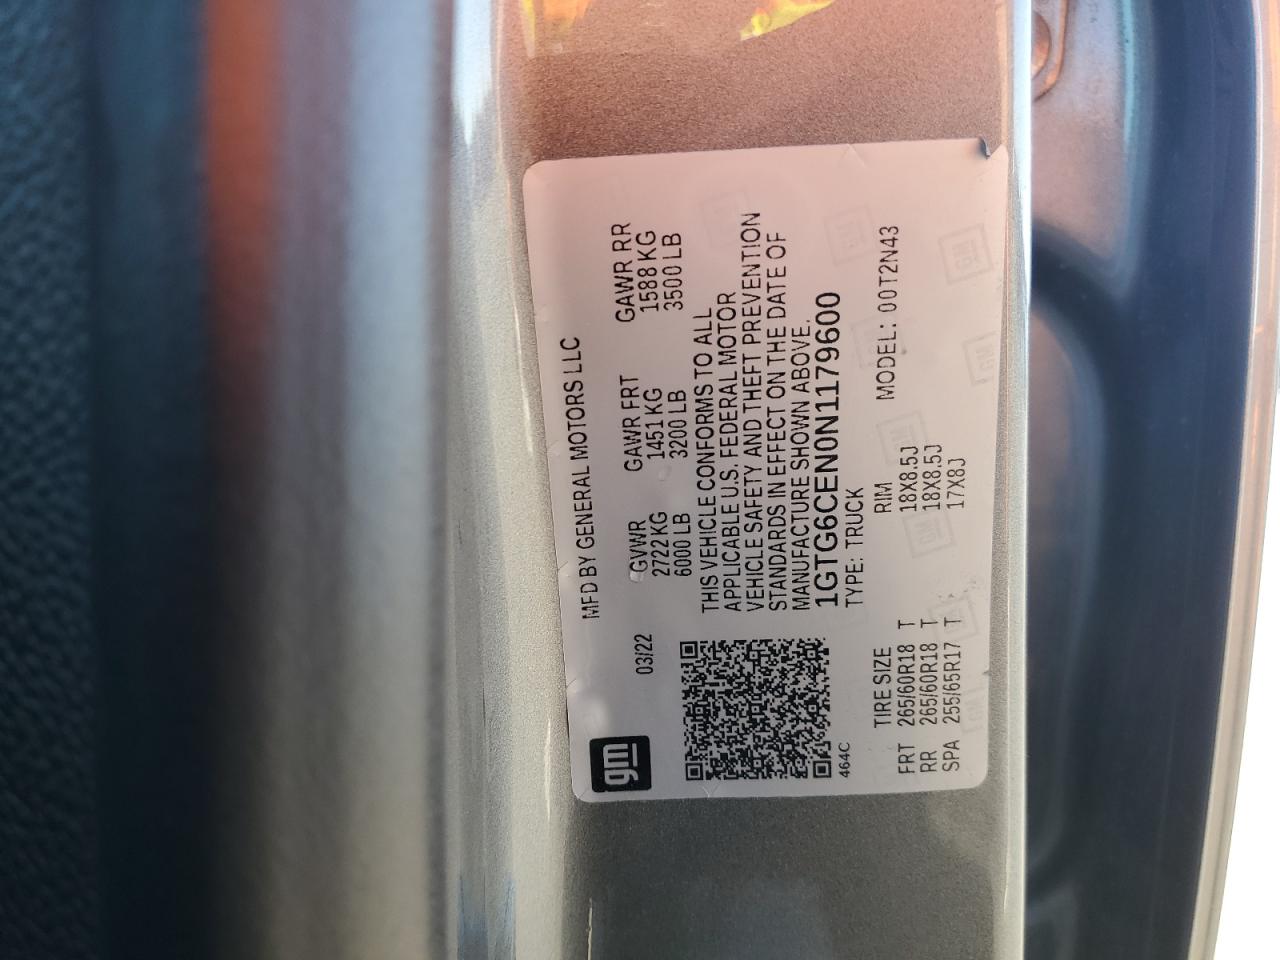 gm
MFD BY GENERAL MOTORS LLC
03/22
GVWR GAWR FRT GAWR RR
2722 KG 1451 KG 1588 KG
6000 LB 3200 LB 3500 LB
THIS VEHICLE CONFORMS TO ALL
APPLICABLE U.S. FEDERAL MOTOR
VEHICLE SAFETY AND THEFT PREVENTION
STANDARDS IN EFFECT ON THE DATE OF
MANUFACTURE SHOWN ABOVE.
1GTG6CEN0N1179600
464C
TYPE: TRUCK
TIRE SIZE RIM MODEL: 00T2N43
FRT 265/60R18 T 18X8.5J
RR 265/60R18 T 18X8.5J
SPA 255/65R17 T 17X8J